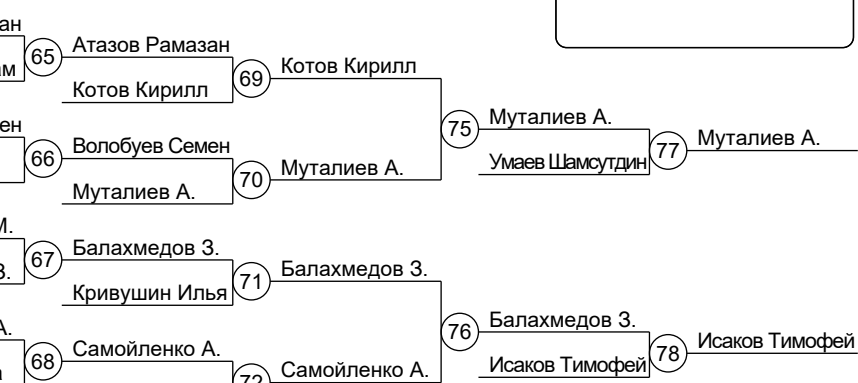 65
Атазов Рамазан
Котов Кирилл
69
Котов Кирилл
66
Волобуев Семен
Муталиев А.
70
Муталиев А.
75
Муталиев А.
Умаев Шамсутдин
77
Муталиев А.
67
Балахмедов З.
Кривушин Илья
71
Балахмедов З.
68
Самойленко А.
72
Самойленко А.
76
Балахмедов З.
Исаков Тимофей
78
Исаков Тимофей